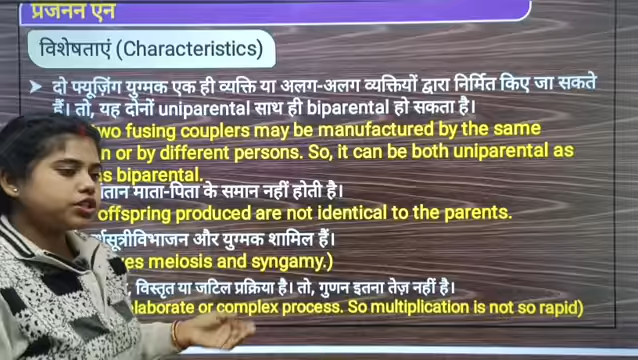 प्रजनन एन
विशेषताएं (Characteristics)
➤ दो फ्यूज़िंग युग्मक एक ही व्यक्ति या अलग-अलग व्यक्तियों द्वारा निर्मित किए जा सकते
हैं। तो, यह दोनों uniparental साथ ही biparental हो सकता है।
wo fusing couplers may be manufactured by the same
n or by different persons. So, it can be both uniparental as
s biparental.
माता-पिता के समान नहीं होती है।
offspring produced are not identical to the parents.
और युग्मक शामिल हैं।
es meiosis and syngamy.)
विस्तृत या जटिल प्रक्रिया है। तो, गुणन इतना तेज़ नहीं है।
laborate or complex process. So multiplication is not so rapid)